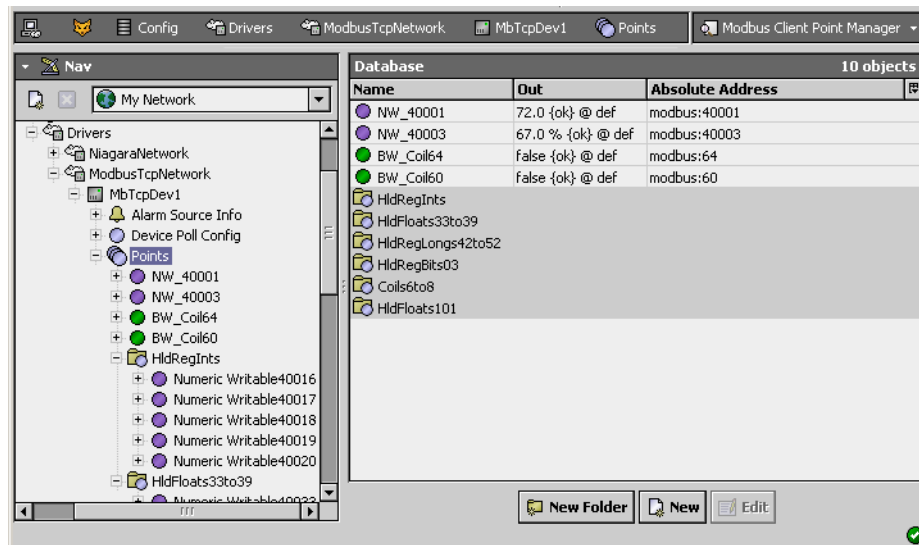 Config Drivers ModbusTcpNetwork MbTcpDev1 Points Modbus Client Point Manager
Nav
My Network
Drivers
NiagaraNetwork
ModbusTcpNetwork
MbTcpDev1
Alarm Source Info
Device Poll Config
Points
NW_40001
NW_40003
BW_Coil64
BW_Coil60
HldRegInts
Numeric Writable40016
Numeric Writable40017
Numeric Writable40018
Numeric Writable40019
Numeric Writable40020
HldFloats33to39
Database 10 objects
Name Out Absolute Address
NW_40001 72.0 {ok} @ def modbus:40001
NW_40003 67.0 % {ok} @ def modbus:40003
BW_Coil64 false {ok} @ def modbus:64
BW_Coil60 false {ok} @ def modbus:60
HldRegInts
HldFloats33to39
HldRegLongs42to52
HldRegBits03
Coils6to8
HldFloats101
New Folder New Edit